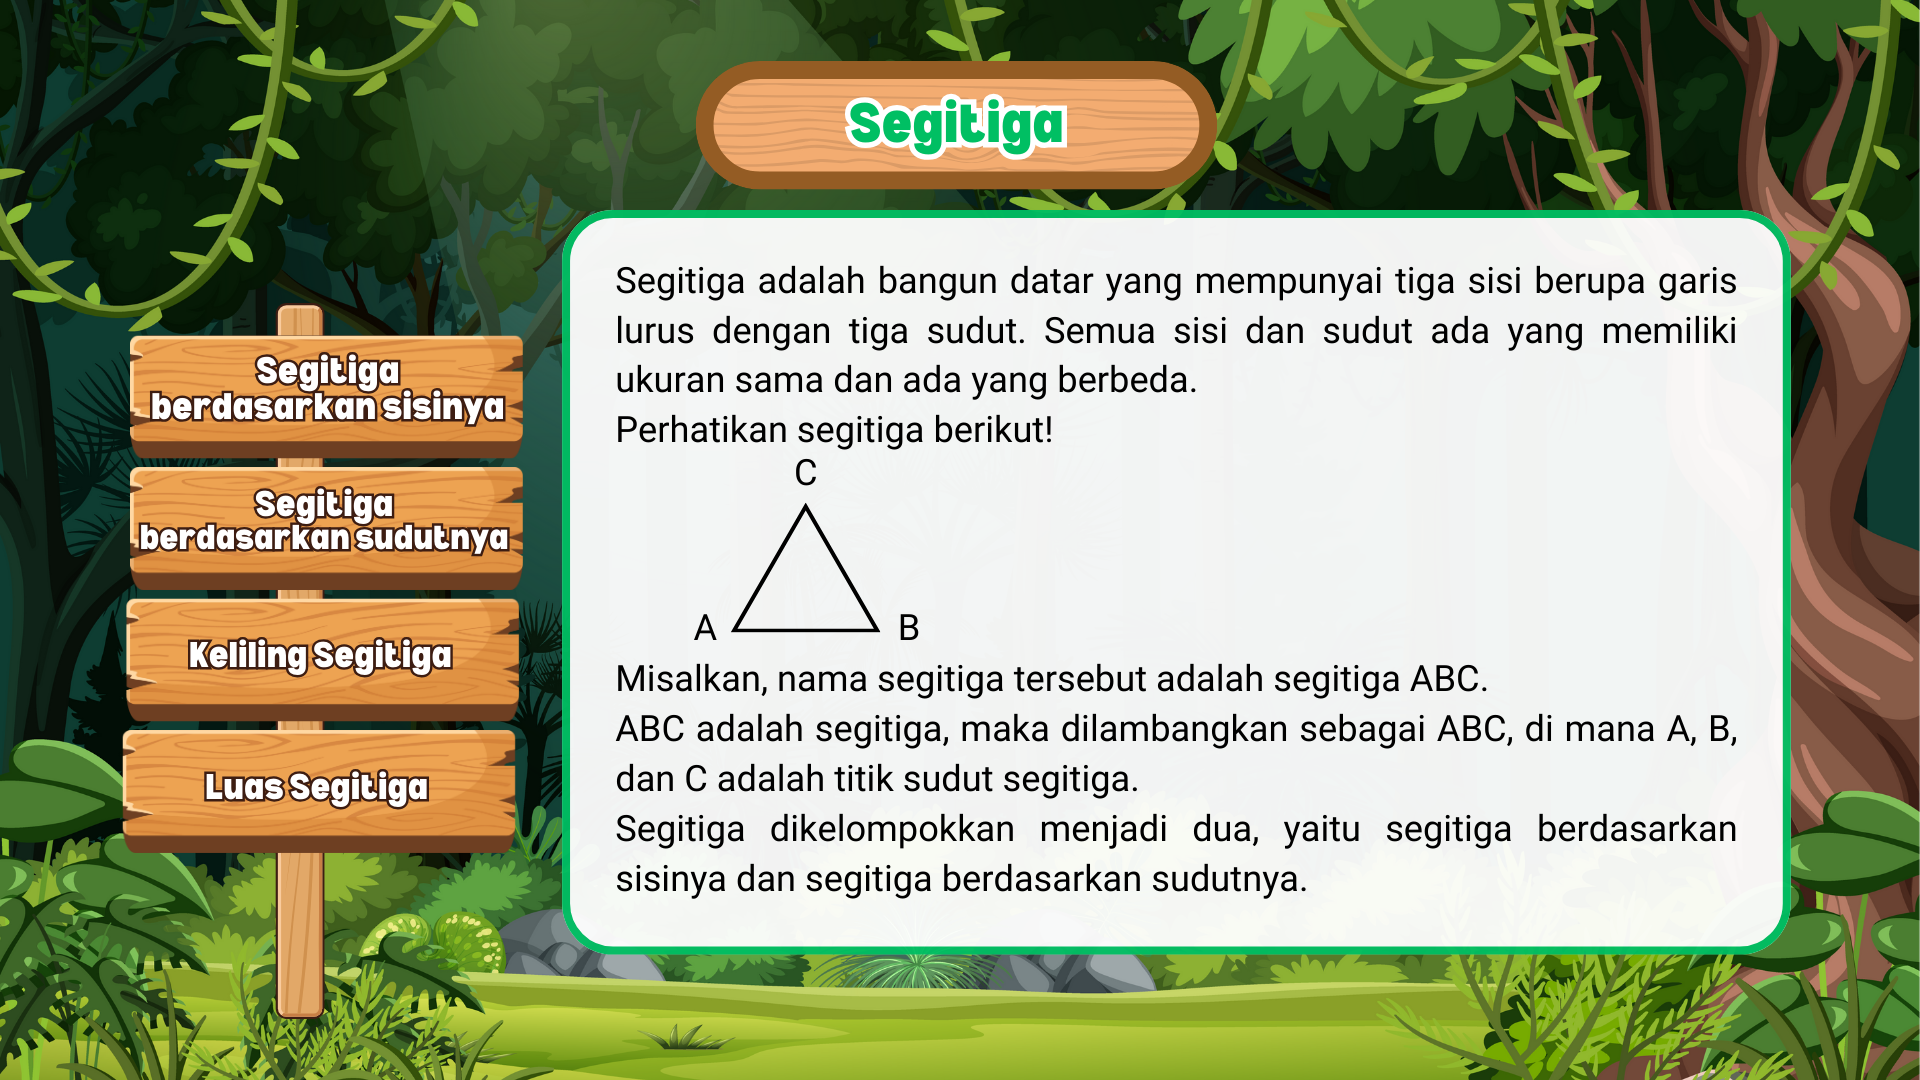 Segitiga
Segitiga
berdasarkan sisinya
Segitiga
berdasarkan sudutnya
Keliling Segitiga
Luas Segitiga
Segitiga adalah bangun datar yang mempunyai tiga sisi berupa garis
lurus dengan tiga sudut. Semua sisi dan sudut ada yang memiliki
ukuran sama dan ada yang berbeda.
Perhatikan segitiga berikut!
C
A B
Misalkan, nama segitiga tersebut adalah segitiga ABC.
ABC adalah segitiga, maka dilambangkan sebagai ABC, di mana A, B,
dan C adalah titik sudut segitiga.
Segitiga dikelompokkan menjadi dua, yaitu segitiga berdasarkan
sisinya dan segitiga berdasarkan sudutnya.